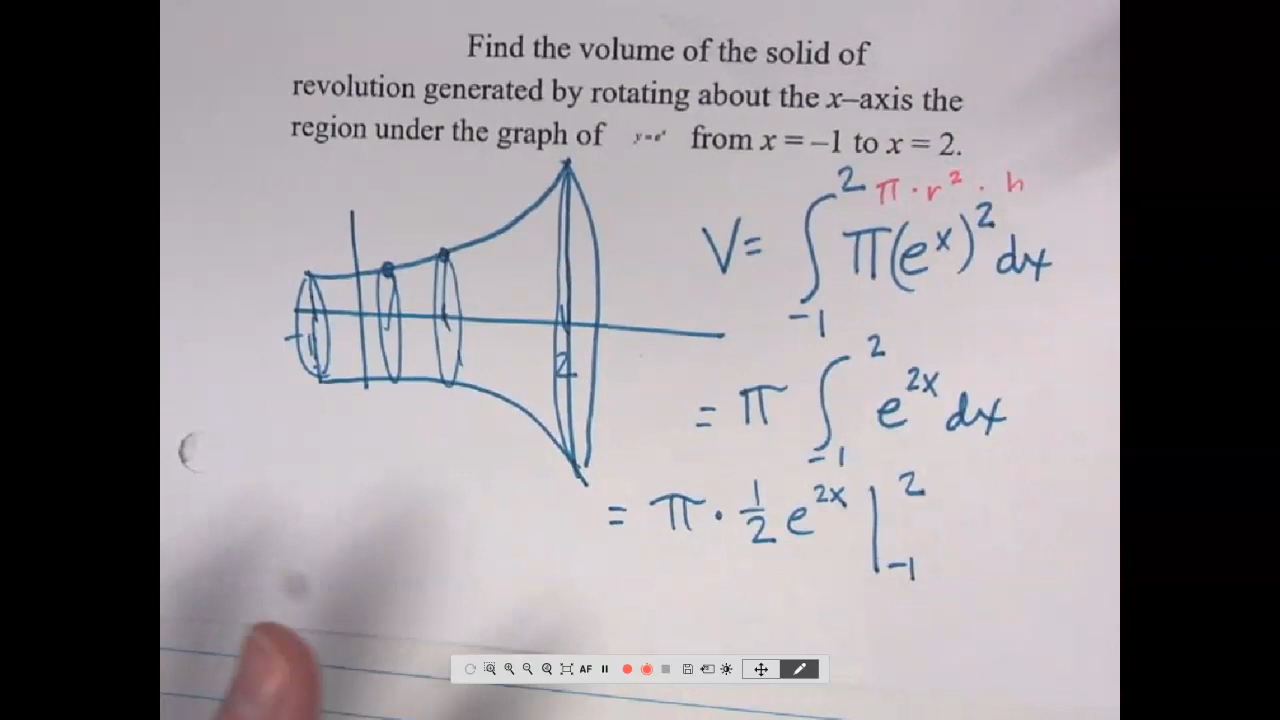 Find the volume of the solid of
revolution generated by rotating about the x–axis the
region under the graph of y = eˣ from x = –1 to x = 2.
π · r² · h
V = ∫₋₁² π(eˣ)² dx
-1
2
= π ∫₋₁² e²ˣ dx
= π · 1/2 e²ˣ |₋₁²
AF